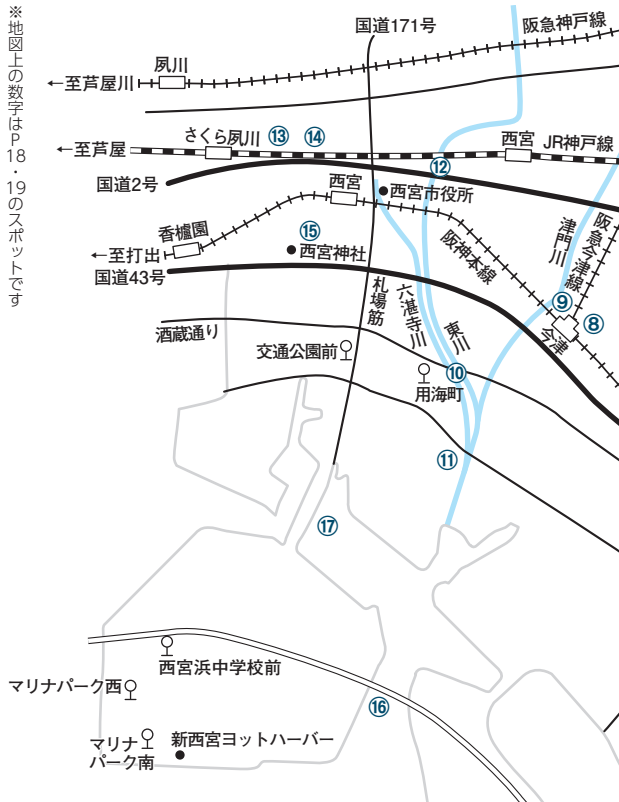 ※地図上の数字はP18・19のスポットです
国道171号
阪急神戸線
夙川
←至芦屋川
さくら夙川
⑬
⑭
←至芦屋
西宮
JR神戸線
⑫
国道2号
西宮
西宮市役所
香櫨園
⑮
西宮神社
←至打出
国道43号
阪神本線
津門川
阪急今津線
⑨
⑧
今津
札場筋
六湛寺川
東川
酒蔵通り
交通公園前
⑩
用海町
⑪
⑰
西宮浜中学校前
マリナパーク西
⑯
マリナ
パーク南
新西宮ヨットハーバー